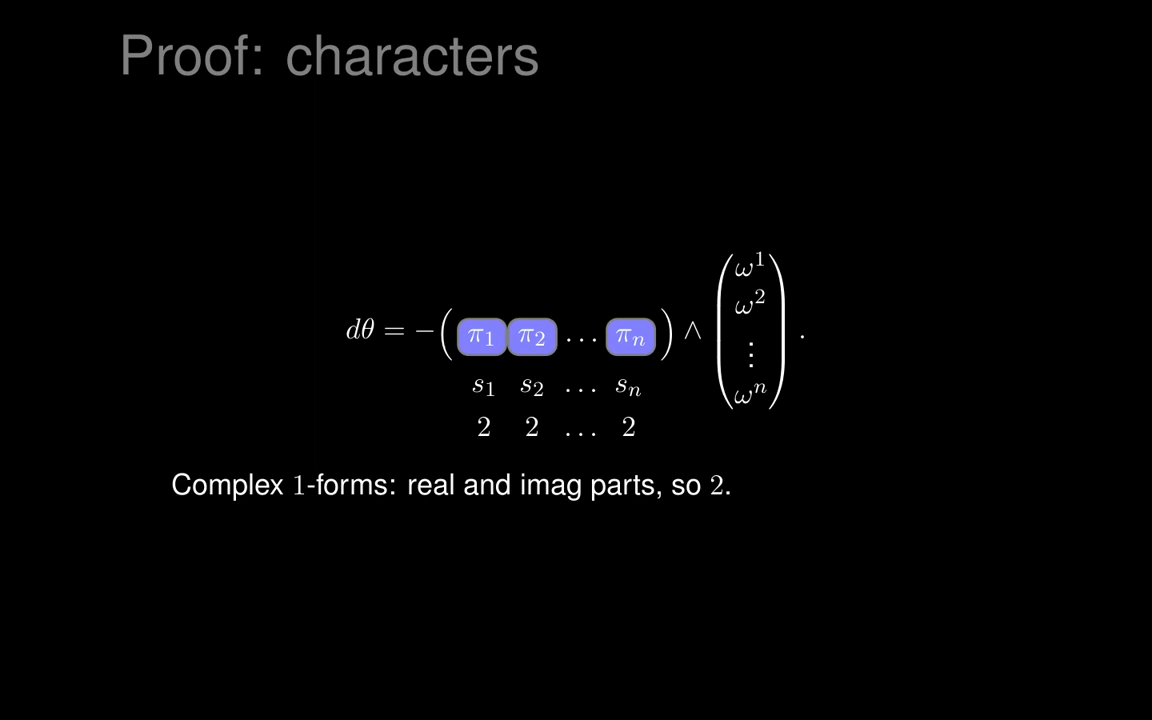 Proof: characters
dθ = −( π₁ π₂ … πₙ ) ∧ ( ω¹ ω² ⋮ ωⁿ ) .
s₁ s₂ … sₙ
2 2 … 2
Complex 1-forms: real and imag parts, so 2.